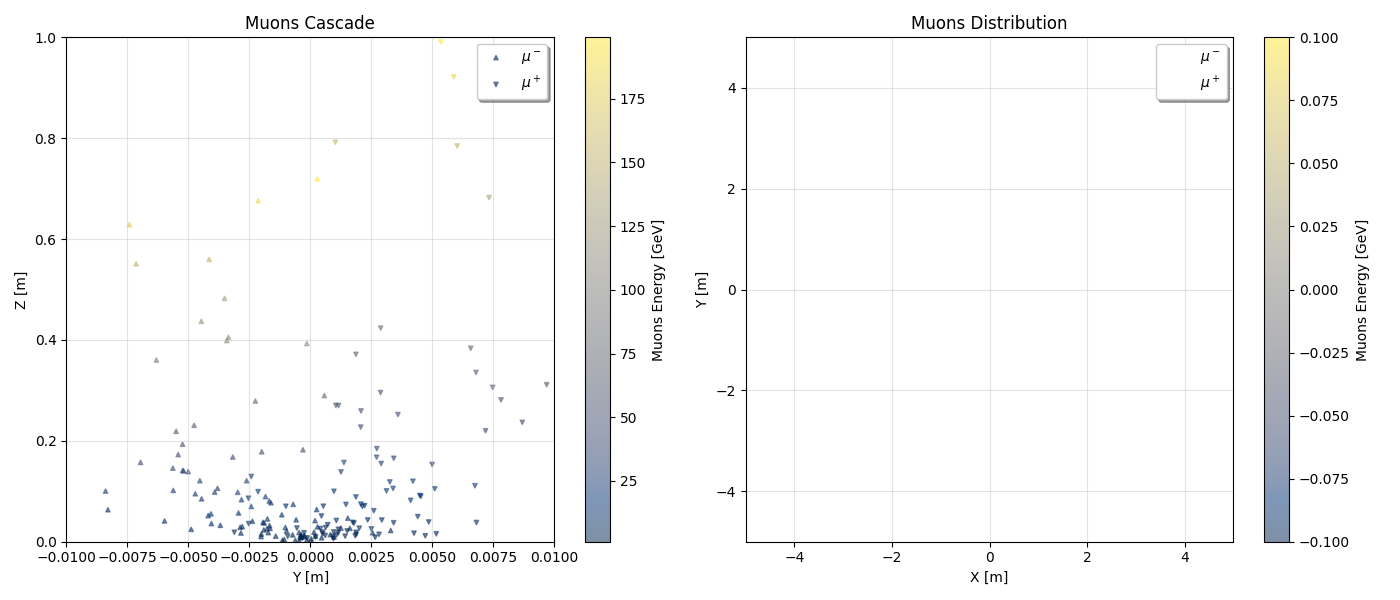 Muons Cascade
1.0
0.8
0.6
0.4
0.2
0.0
Z [m]
−0.0100 −0.0075 −0.0050 −0.0025 0.0000 0.0025 0.0050 0.0075 0.0100
Y [m]
μ⁻
μ⁺
175
150
125
100
75
50
25
Muons Energy [GeV]
Muons Distribution
4
2
0
−2
−4
Y [m]
−4 −2 0 2 4
X [m]
μ⁻
μ⁺
0.100
0.075
0.050
0.025
0.000
−0.025
−0.050
−0.075
−0.100
Muons Energy [GeV]